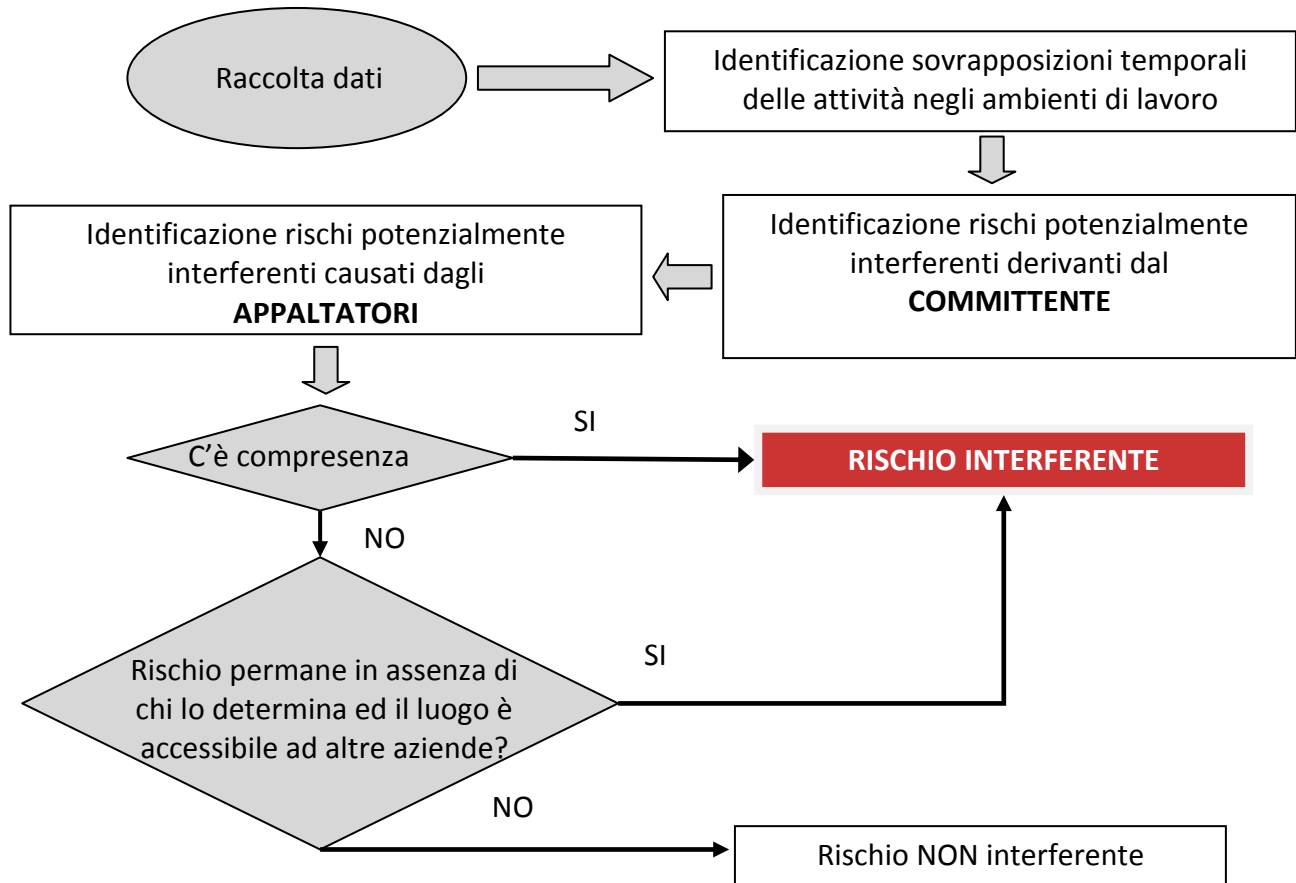 Raccolta dati
Identificazione sovrapposizioni temporali
delle attività negli ambienti di lavoro
Identificazione rischi potenzialmente
interferenti derivanti dal
COMMITTENTE
Identificazione rischi potenzialmente
interferenti causati dagli
APPALTATORI
C’è compresenza
SI
RISCHIO INTERFERENTE
NO
Rischio permane in assenza di
chi lo determina ed il luogo è
accessibile ad altre aziende?
SI
NO
Rischio NON interferente